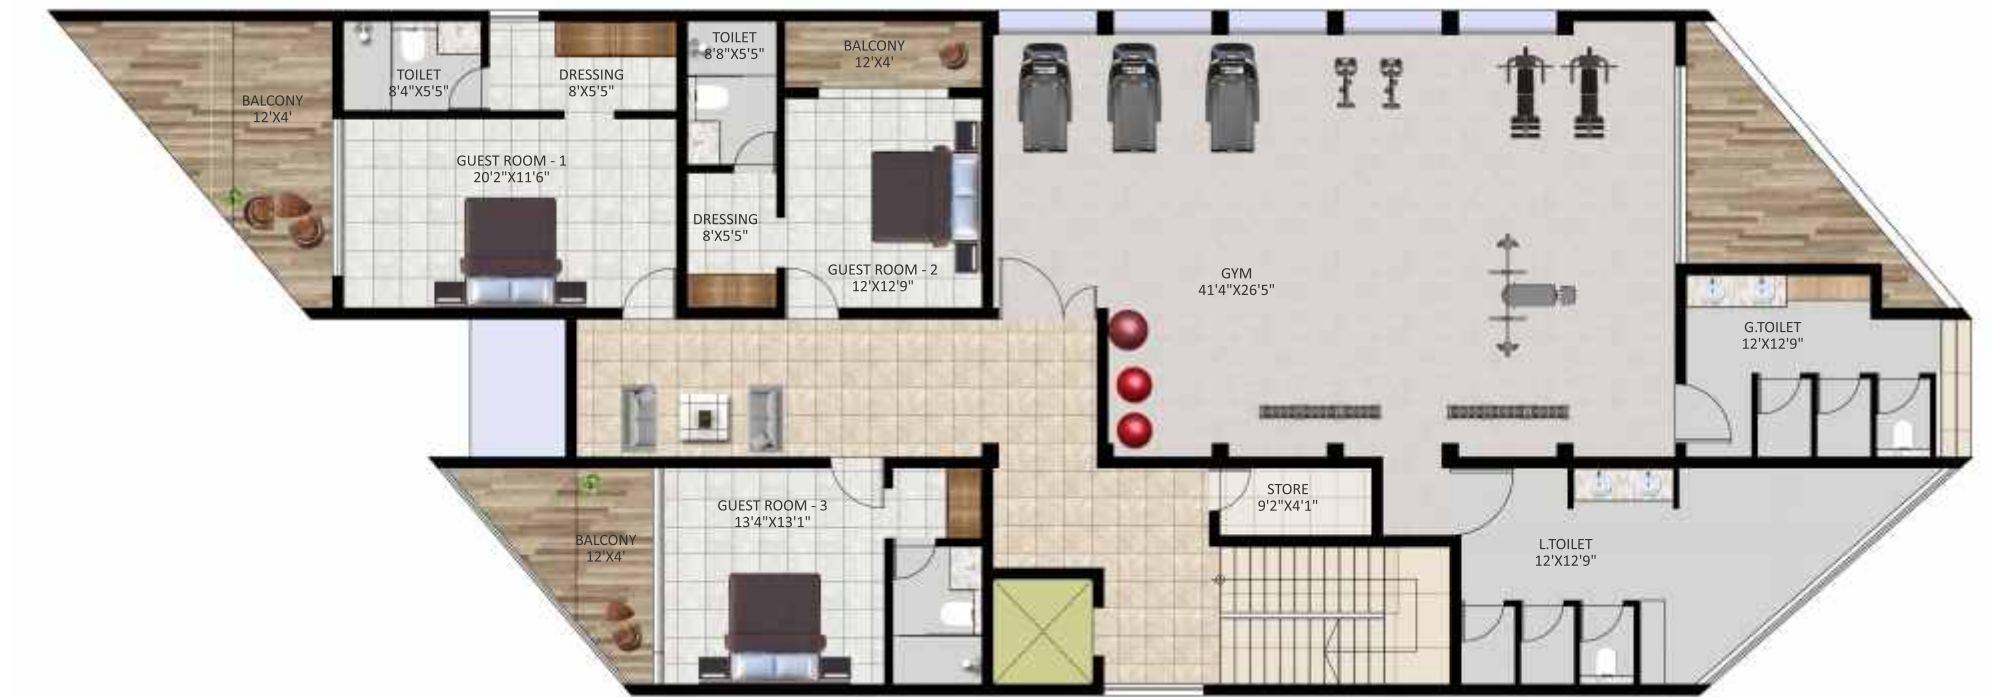 TOILET
8'4"X5'5"
DRESSING
8'X5'5"
TOILET
8'8"X5'5"
BALCONY
12'X4'
BALCONY
12'X4'
GUEST ROOM - 1
20'2"X11'6"
DRESSING
8'X5'5"
GUEST ROOM - 2
12'X12'9"
GYM
41'4"X26'5"
G.TOILET
12'X12'9"
GUEST ROOM - 3
13'4"X13'1"
BALCONY
12'X4'
STORE
9'2"X4'1"
L.TOILET
12'X12'9"